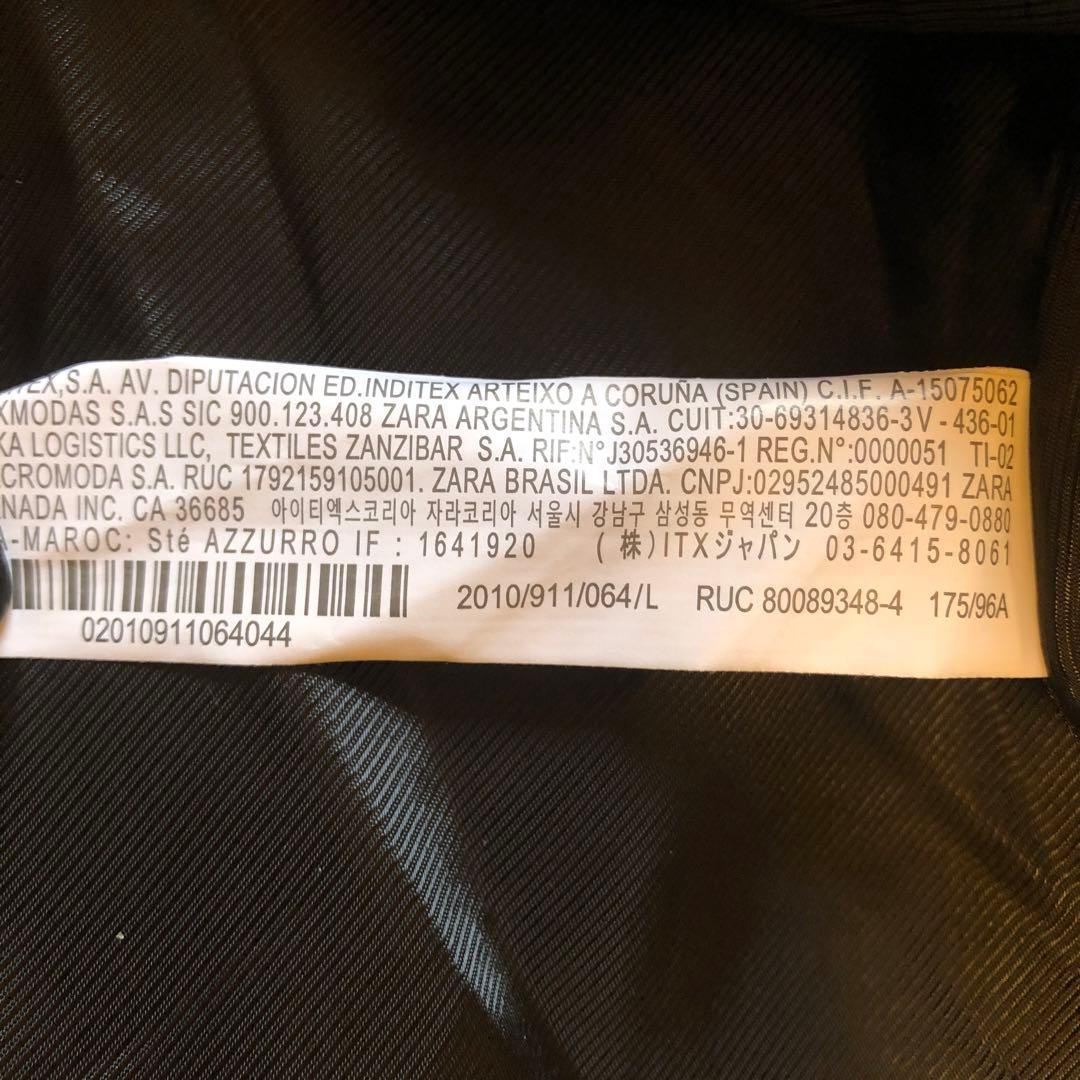 TEX,S.A. AV. DIPUTACION ED.INDITEX ARTEIXO A CORUÑA (SPAIN) C.I.F. A-15075062
XMODAS S.A.S SIC 900.123.408 ZARA ARGENTINA S.A. CUIT:30-69314836-3 V - 436-01
KA LOGISTICS LLC, TEXTILES ZANZIBAR S.A. RIF:N°J30536946-1 REG.N°:0000051 TI-02
CROMODA S.A. RUC 1792159105001. ZARA BRASIL LTDA. CNPJ:02952485000491 ZARA
NADA INC. CA 36685 아이티엑스코리아 자라코리아 서울시 강남구 삼성동 무역센터 20층 080-479-0880
-MAROC: Sté AZZURRO IF : 1641920 (株)ITXジャパン 03-6415-8061
2010/911/064/L RUC 80089348-4 175/96A
02010911064044